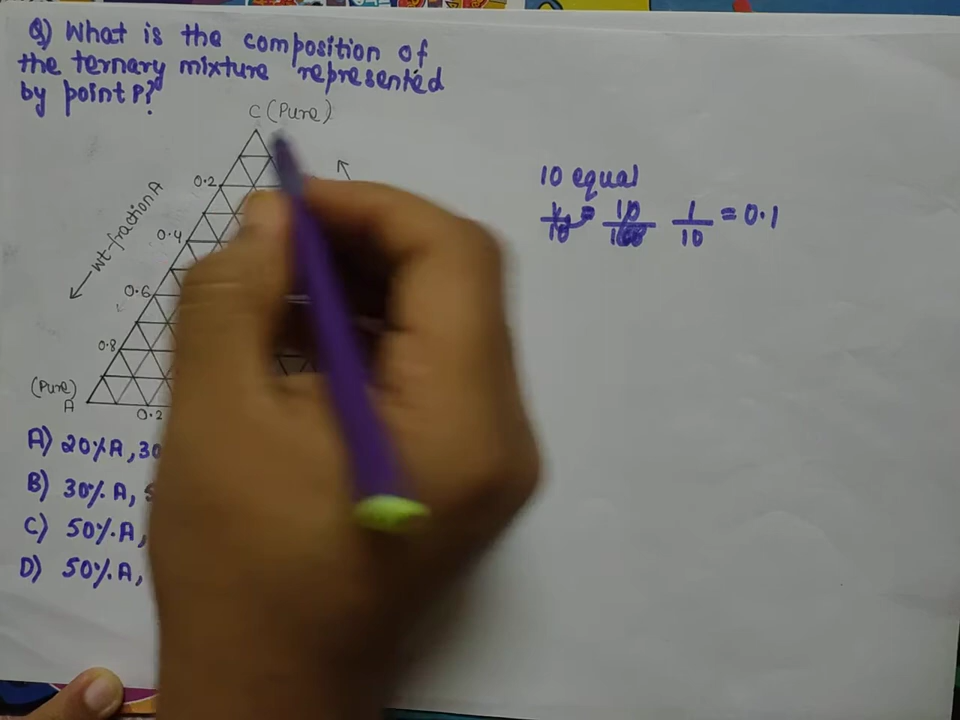 Q) What is the composition of
the ternary mixture represented
by point P?
C (Pure)
0.2
0.4
wt-fraction A
0.6
0.8
(Pure)
A
0.2
A) 20% A, 30
B) 30% A,
C) 50% A,
D) 50% A,
10 equal
= 10 1 = 0.1
10 10